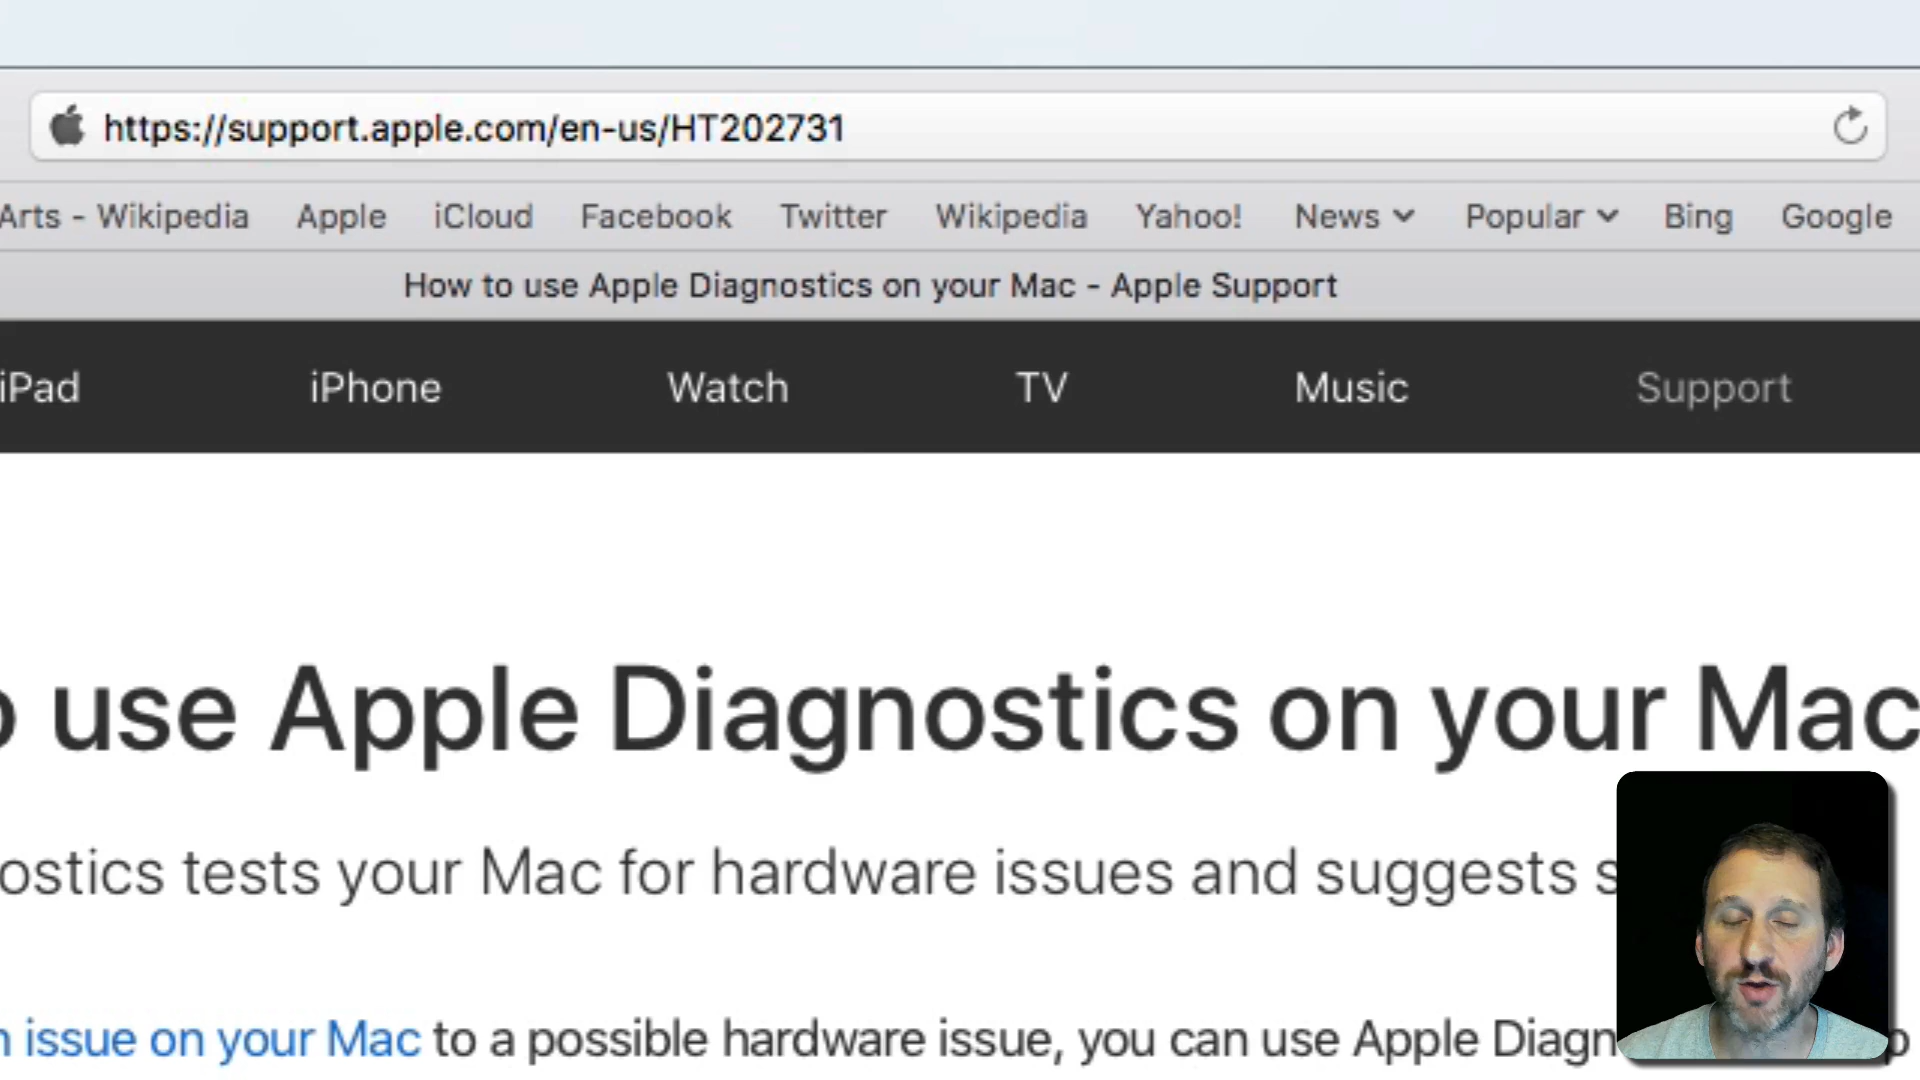 https://support.apple.com/en-us/HT202731
Arts - Wikipedia Apple iCloud Facebook Twitter Wikipedia Yahoo! News Popular Bing Google
How to use Apple Diagnostics on your Mac - Apple Support
iPad iPhone Watch TV Music Support
use Apple Diagnostics on your Mac
ostics tests your Mac for hardware issues and suggests s
issue on your Mac to a possible hardware issue, you can use Apple Diagn